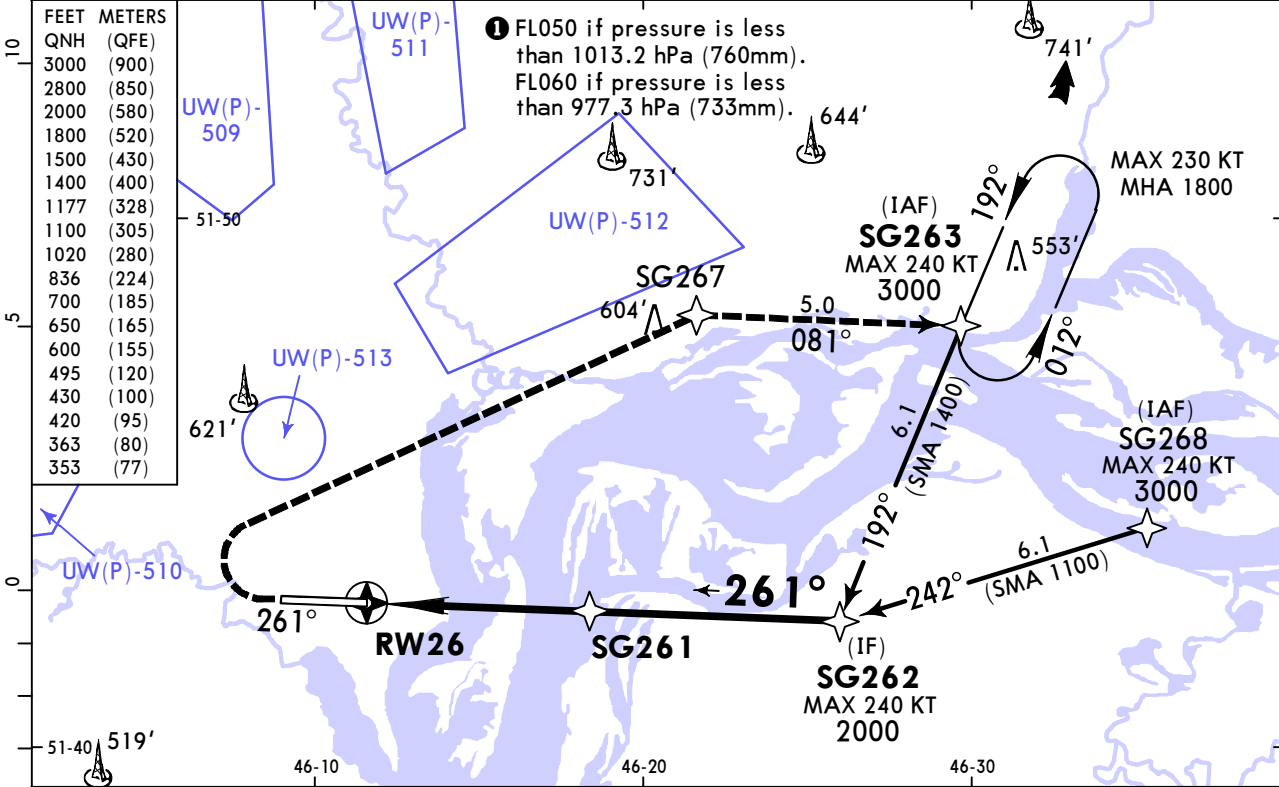 FEET METERS
QNH (QFE)
3000 (900)
2800 (850)
2000 (580)
1800 (520)
1500 (430)
1400 (400)
1177 (328)
1100 (305)
1020 (280)
836 (224)
700 (185)
650 (165)
600 (155)
495 (120)
430 (100)
420 (95)
363 (80)
353 (77)
10
5
0
UW(P)-
511
UW(P)-
509
51-50
❶ FL050 if pressure is less
than 1013.2 hPa (760mm).
FL060 if pressure is less
than 977.3 hPa (733mm).
741'
644'
731'
UW(P)-512
MAX 230 KT
MHA 1800
192°
(IAF)
SG263
MAX 240 KT
3000
553'
012°
SG267
604'
5.0
081°
UW(P)-513
621'
6.1
(SMA 1400)
192°
(IAF)
SG268
MAX 240 KT
3000
6.1
242°
(SMA 1100)
UW(P)-510
261°
RW26
SG261
261°
(IF)
SG262
MAX 240 KT
2000
51-40
519'
46-10
46-20
46-30